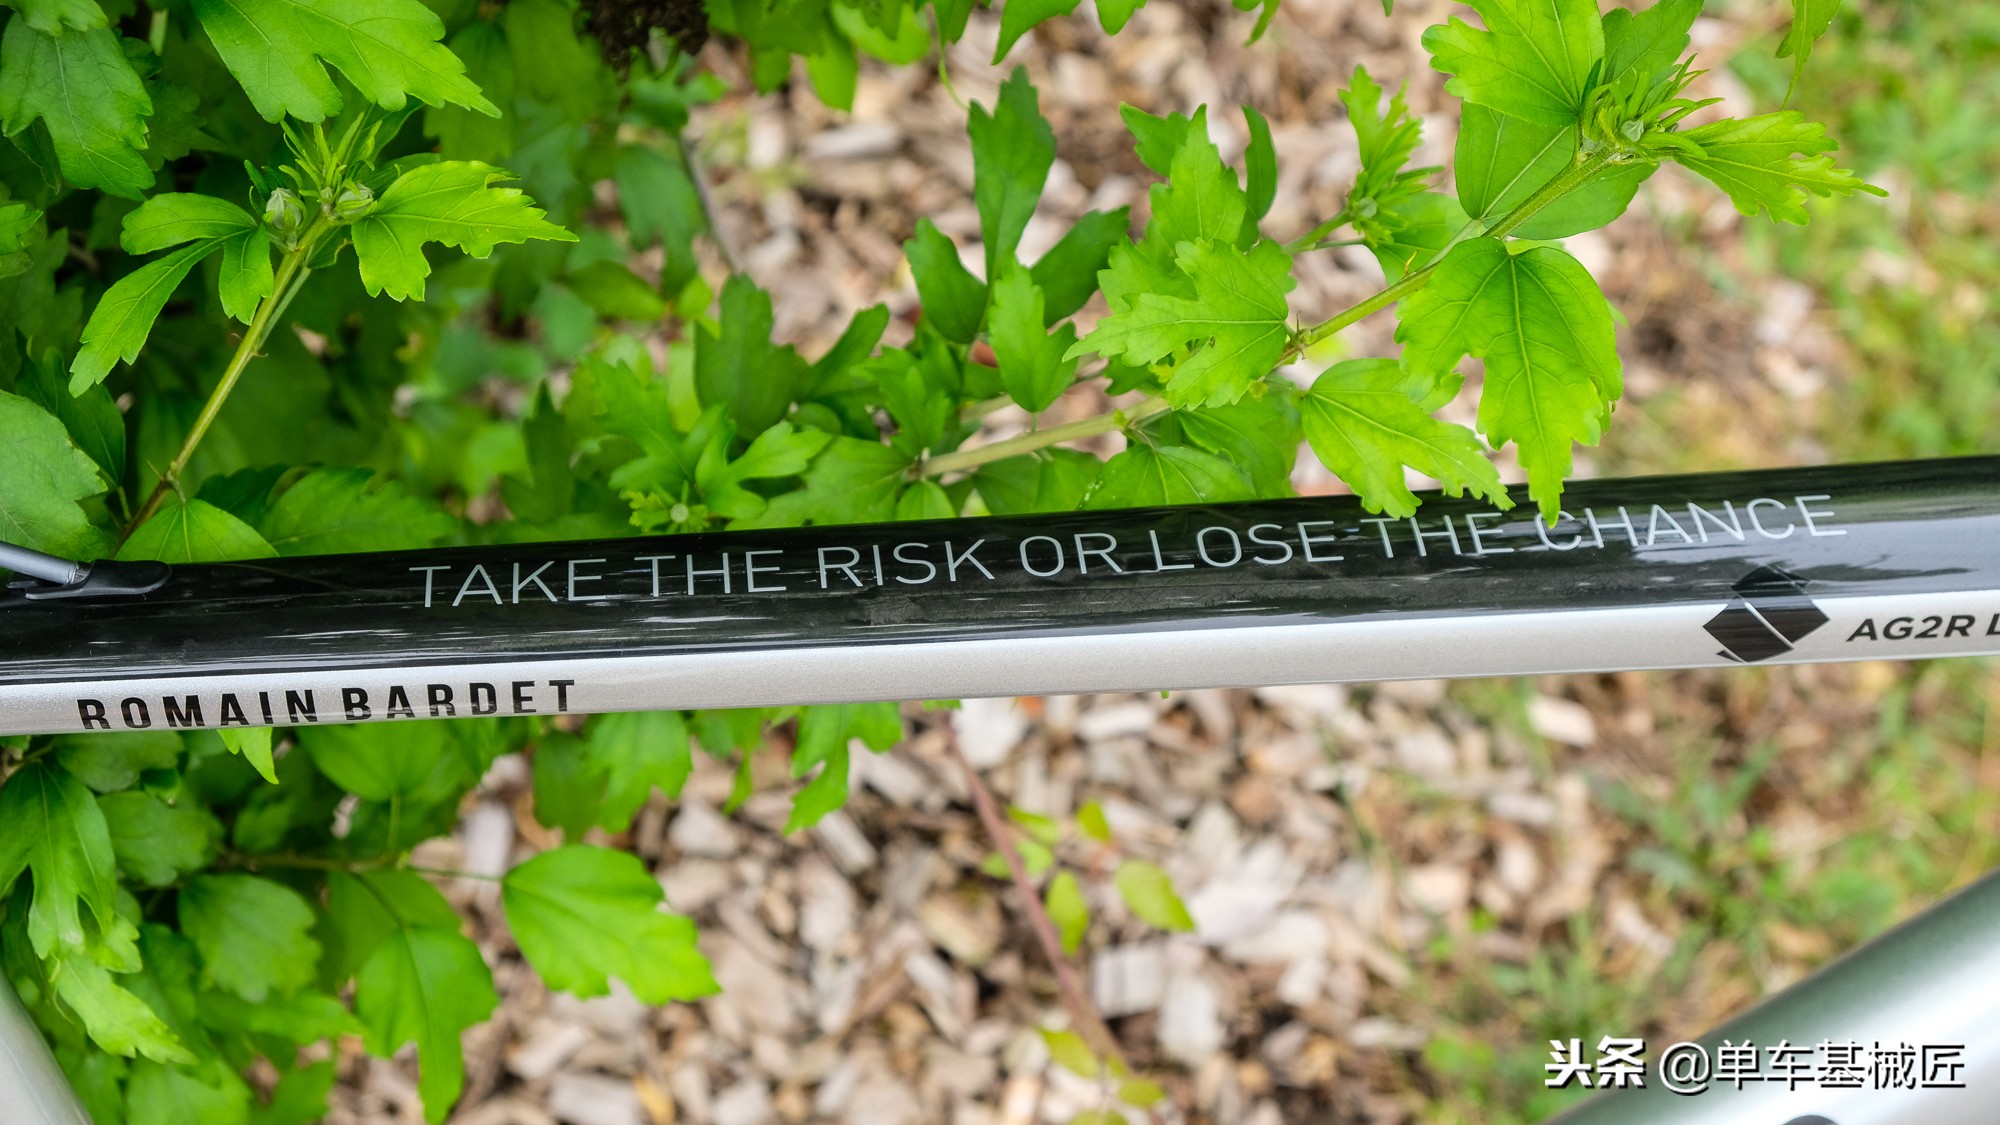 TAKE THE RISK OR LOSE THE CHANCE
ROMAIN BARDET
AG2R L
头条 @单车基械匠